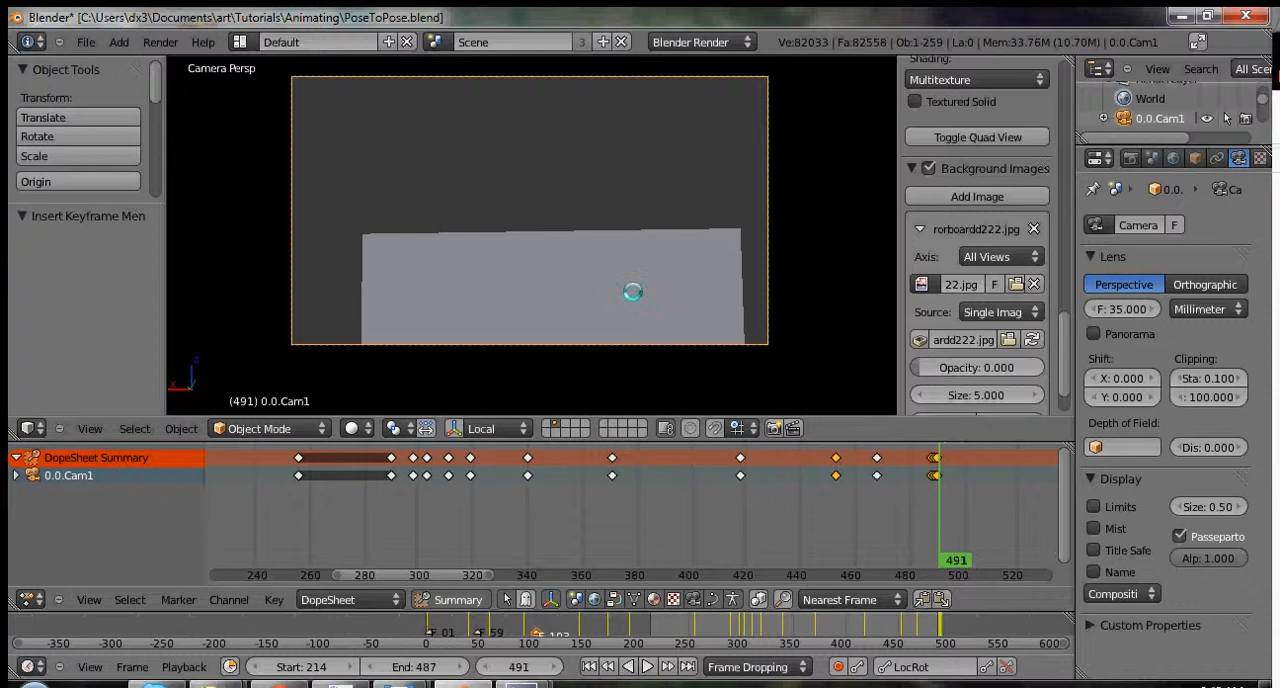 Blender* [C:\Users\dx3\Documents\art\Tutorials\Animating\PoseToPose.blend]
File Add Render Help Default Scene 3 Blender Render Ve:82033 | Fa:82558 | Ob:1-259 | La:0 | Mem:33.76M (10.70M) | 0.0.Cam1
Object Tools
Transform:
Translate
Rotate
Scale
Origin
Insert Keyframe Men
Camera Persp
(491) 0.0.Cam1
Shading:
Multitexture
Textured Solid
Toggle Quad View
Background Images
Add Image
rorboardd222.jpg
Axis: All Views
22.jpg F
Source: Single Imag
ardd222.jpg
Opacity: 0.000
Size: 5.000
View Search All Sce
World
0.0.Cam1
0.0. Ca
Camera F
Lens
Perspective Orthographic
F: 35.000 Millimeter
Panorama
Shift: Clipping:
X: 0.000 Sta: 0.100
Y: 0.000 : 100.000
Depth of Field:
Dis: 0.000
Display
Limits Size: 0.50
Mist Passeparto
Title Safe Alp: 1.000
Name
Compositi
Custom Properties
View Select Object Object Mode Local
DopeSheet Summary
0.0.Cam1
491
240 260 280 300 320 340 360 380 400 420 440 460 480 500 520
View Select Marker Channel Key DopeSheet Summary Nearest Frame
F_01 F_59
-350 -300 -250 -200 -150 -100 -50 0 50 100 150 200 250 300 350 400 450 500 550 600
View Frame Playback Start: 214 End: 487 491 Frame Dropping LocRot